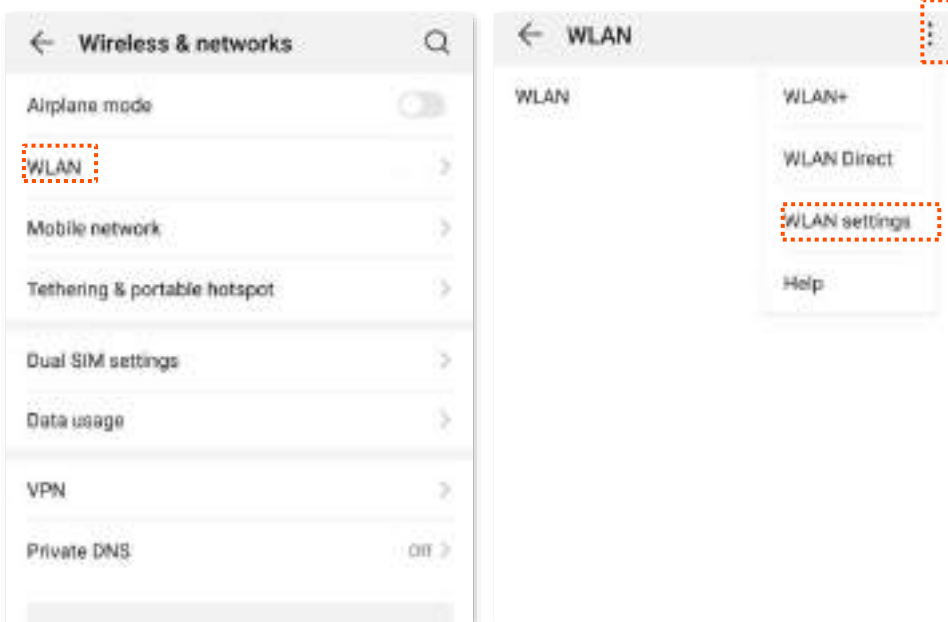 Wireless & networks
Airplane mode
WLAN
Mobile network
Tethering & portable hotspot
Dual SIM settings
Data usage
VPN
Private DNS Off
WLAN
WLAN
WLAN+
WLAN Direct
WLAN settings
Help